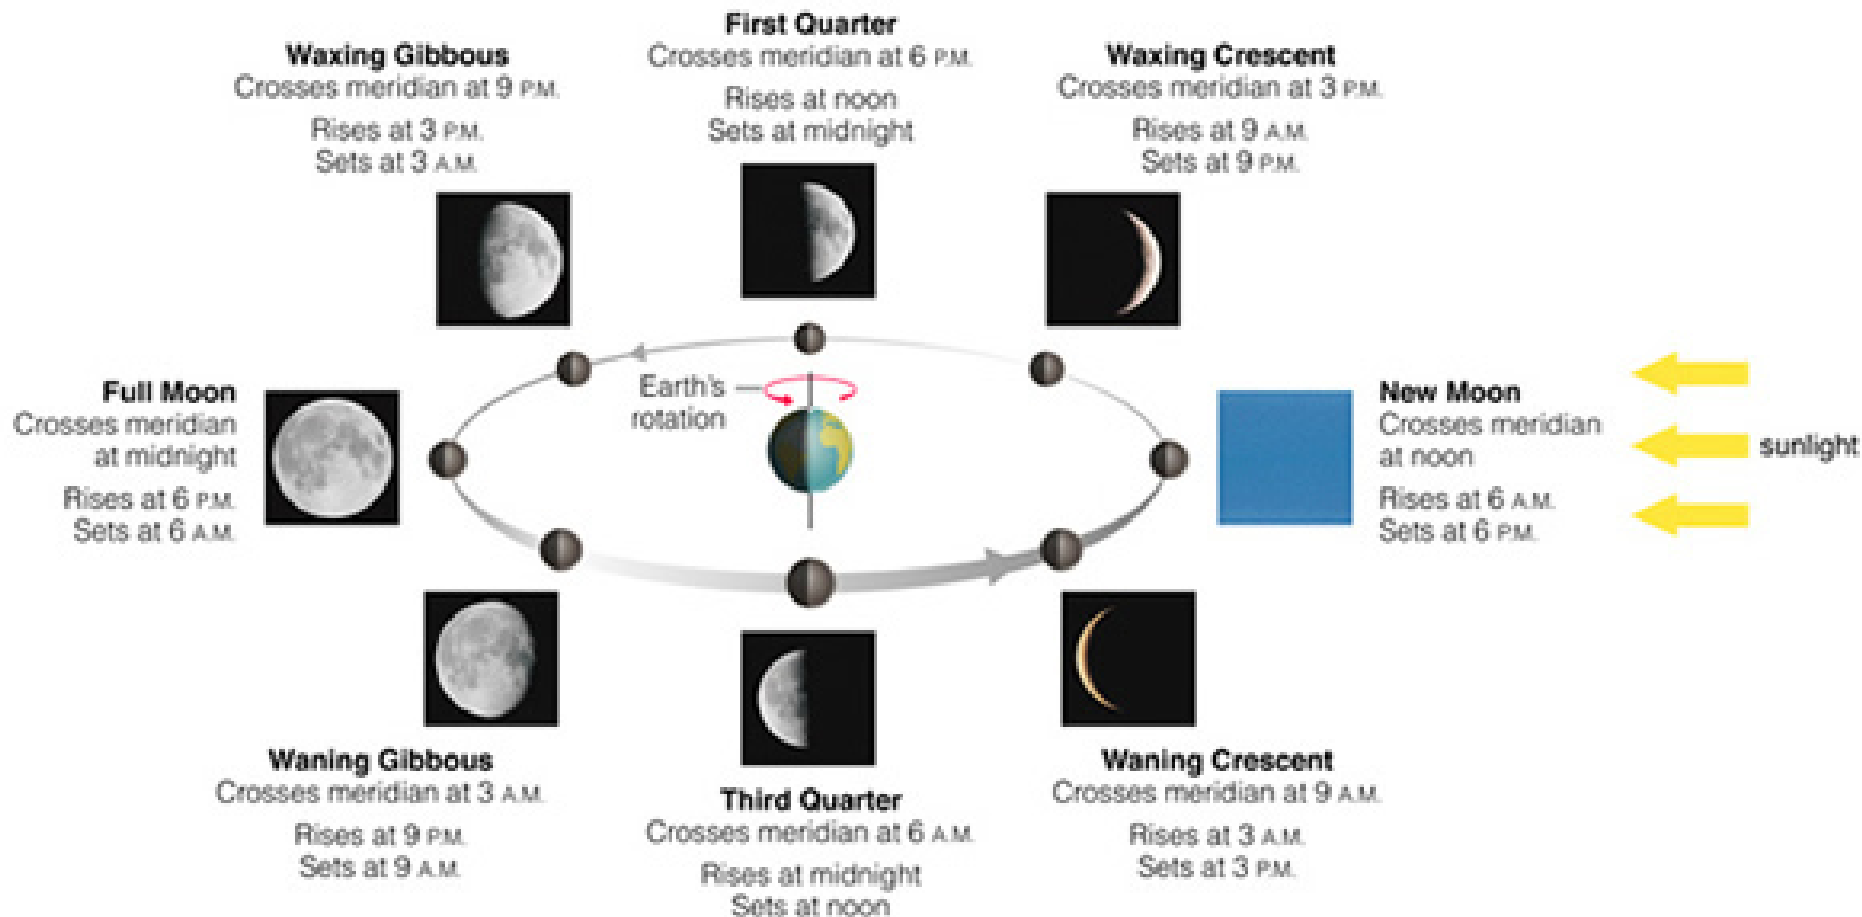 First Quarter
Crosses meridian at 6 P.M.
Rises at noon
Sets at midnight
Waxing Gibbous
Crosses meridian at 9 P.M.
Rises at 3 P.M.
Sets at 3 A.M.
Waxing Crescent
Crosses meridian at 3 P.M.
Rises at 9 A.M.
Sets at 9 P.M.
Full Moon
Crosses meridian
at midnight
Rises at 6 P.M.
Sets at 6 A.M.
Earth's
rotation
New Moon
Crosses meridian
at noon
Rises at 6 A.M.
Sets at 6 P.M.
sunlight
Waning Gibbous
Crosses meridian at 3 A.M.
Rises at 9 P.M.
Sets at 9 A.M.
Third Quarter
Crosses meridian at 6 A.M.
Rises at midnight
Sets at noon
Waning Crescent
Crosses meridian at 9 A.M.
Rises at 3 A.M.
Sets at 3 P.M.